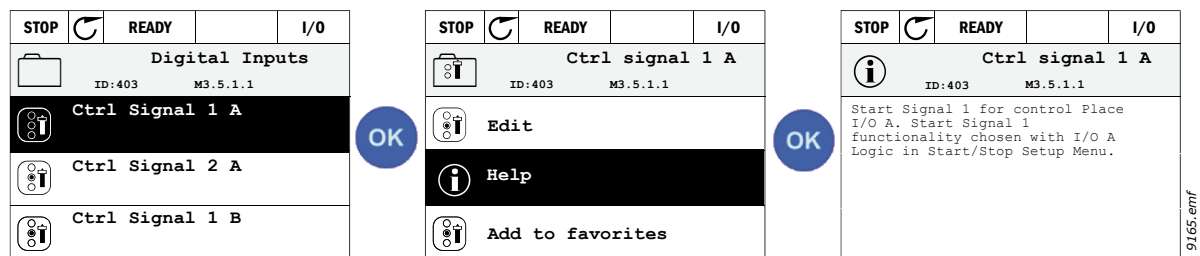 STOP READY I/O
Digital Inputs
ID:403 M3.5.1.1
Ctrl Signal 1 A
Ctrl Signal 2 A
Ctrl Signal 1 B
OK
STOP READY I/O
Ctrl signal 1 A
ID:403 M3.5.1.1
Edit
Help
Add to favorites
OK
STOP READY I/O
Ctrl signal 1 A
ID:403 M3.5.1.1
Start Signal 1 for control Place
I/O A. Start Signal 1
functionality chosen with I/O A
Logic in Start/Stop Setup Menu.
9165.emf